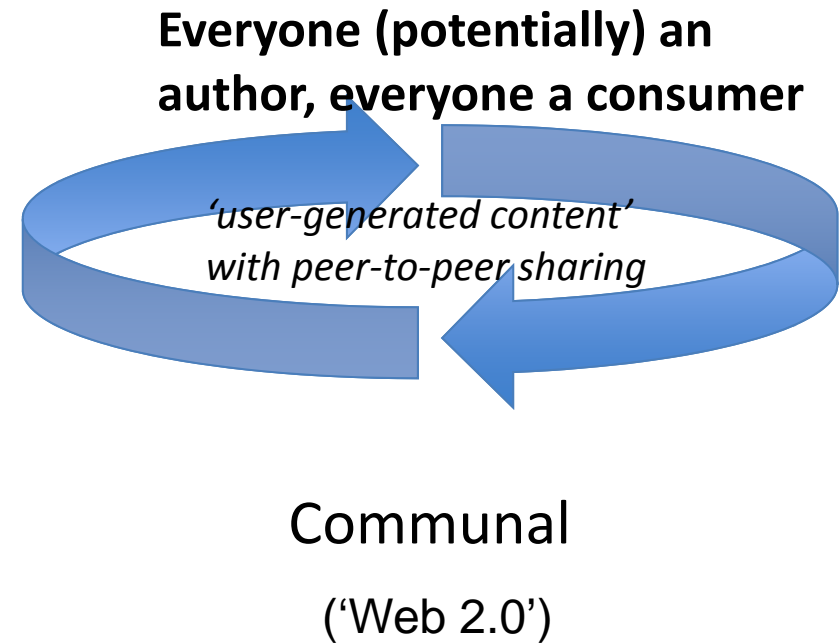 Everyone (potentially) an
author, everyone a consumer
‘user-generated content’
with peer-to-peer sharing
Communal
(‘Web 2.0’)